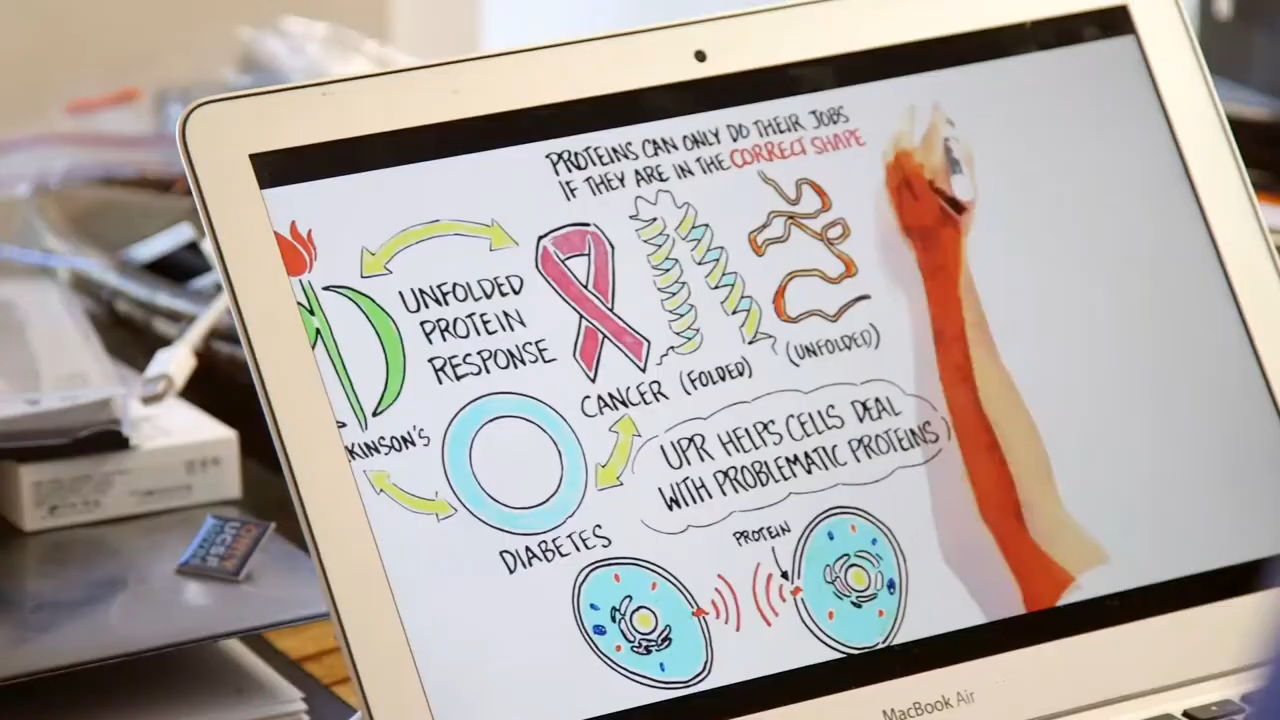 PROTEINS CAN ONLY DO THEIR JOBS
IF THEY ARE IN THE CORRECT SHAPE
UNFOLDED
PROTEIN
RESPONSE
KINSON'S
CANCER
(FOLDED)
(UNFOLDED)
UPR HELPS CELLS DEAL
WITH PROBLEMATIC PROTEINS
DIABETES
PROTEIN
MacBook Air